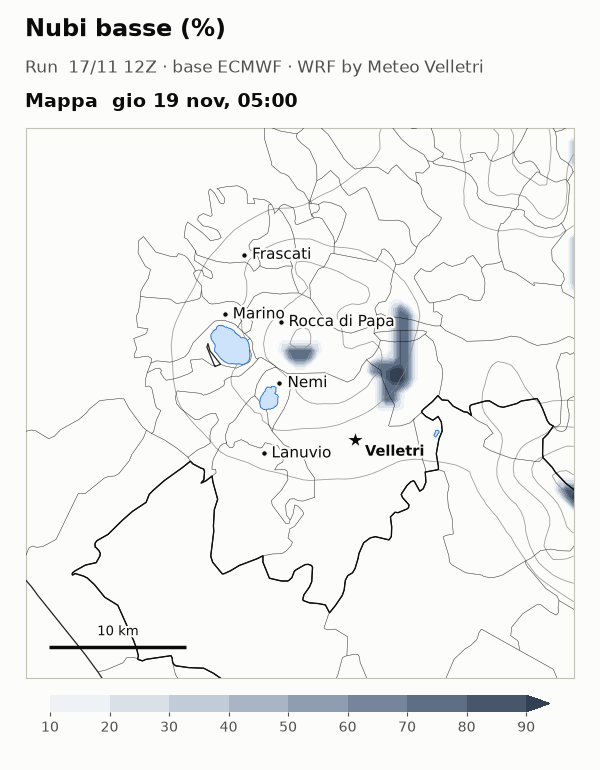 Nubi basse (%)
Run  17/11 12Z · base ECMWF · WRF by Meteo Velletri
Mappa  gio 19 nov, 05:00
Frascati
Marino
Rocca di Papa
Nemi
Velletri
Lanuvio
10 km
10 20 30 40 50 60 70 80 90